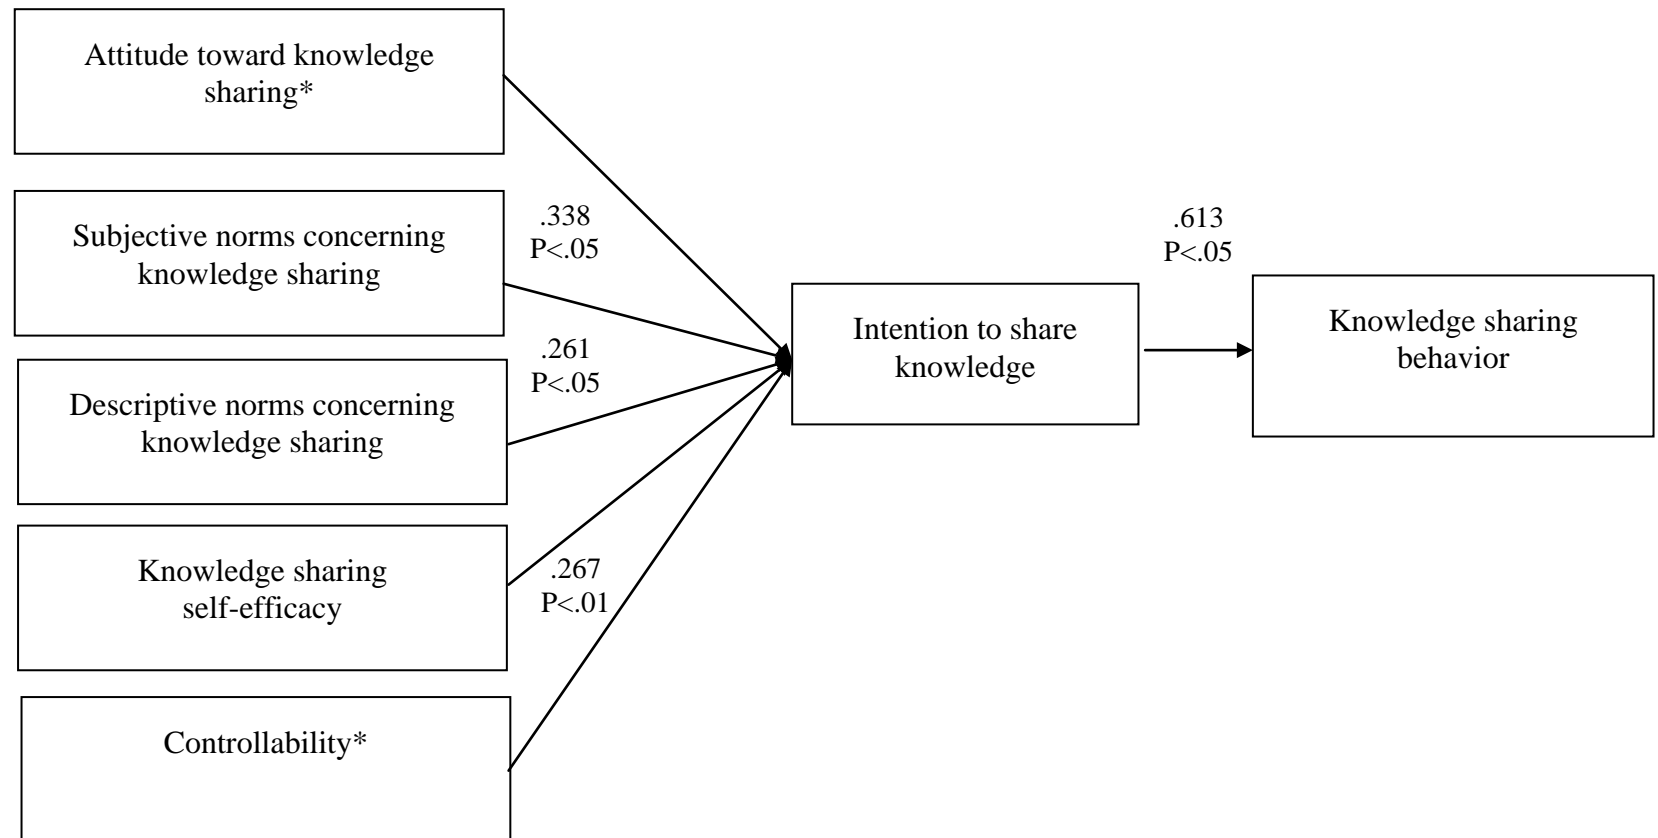 Attitude toward knowledge
sharing*
Subjective norms concerning
knowledge sharing
.338
P<.05
Descriptive norms concerning
knowledge sharing
.261
P<.05
Knowledge sharing
self-efficacy
.267
P<.01
Controllability*
Intention to share
knowledge
.613
P<.05
Knowledge sharing
behavior